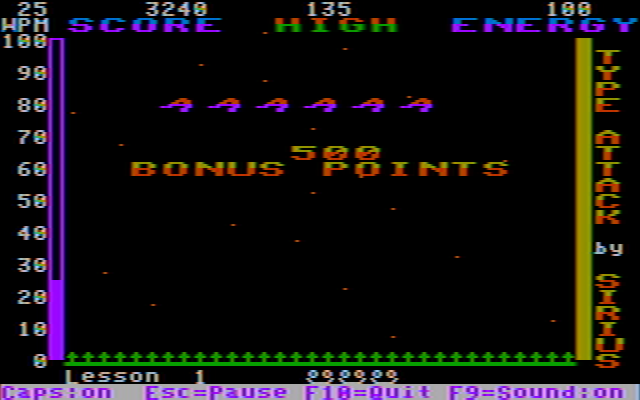 25 3240 135 100
WPM SCORE HIGH ENERGY
100
90
80
70
60
50
40
30
20
10
0
500
BONUS POINTS
TYPE ATTACK by SIRIUS
Lesson 1
Caps:on Esc=Pause F10=Quit F9=Sound:on